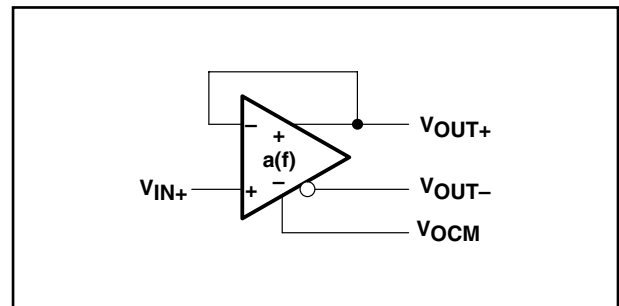 −
+
VOUT+
a(f)
−
VIN+
+
VOUT−
VOCM